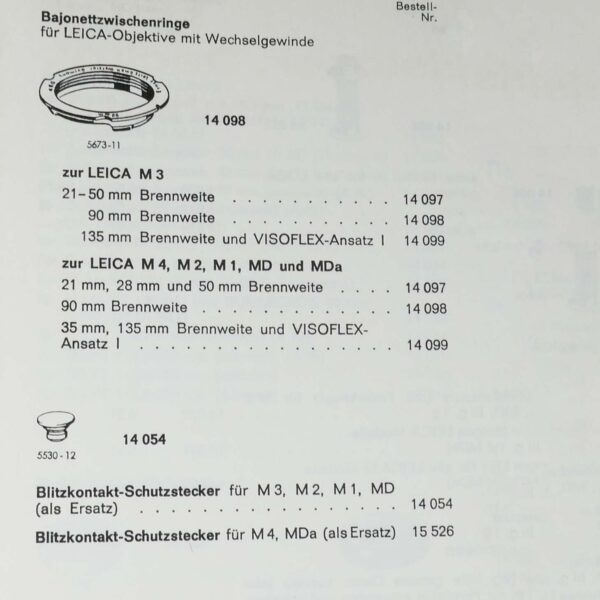 Bestell-
Nr.
Bajonettzwischenringe
für LEICA-Objektive mit Wechselgewinde
14 098
5673-11
zur LEICA M 3
21–50 mm Brennweite . . . . . . . . . . . 14 097
90 mm Brennweite . . . . . . . . . . . 14 098
135 mm Brennweite und VISOFLEX-Ansatz I 14 099
zur LEICA M 4, M 2, M 1, MD und MDa
21 mm, 28 mm und 50 mm Brennweite . . . . 14 097
90 mm Brennweite . . . . . . . . . . . . . 14 098
35 mm, 135 mm Brennweite und VISOFLEX-
Ansatz I . . . . . . . . . . . . . . . . 14 099
14 054
5530-12
Blitzkontakt-Schutzstecker für M 3, M 2, M 1, MD
(als Ersatz) . . . . . . . . . . . . . . . . 14 054
Blitzkontakt-Schutzstecker für M 4, MDa (als Ersatz) 15 526